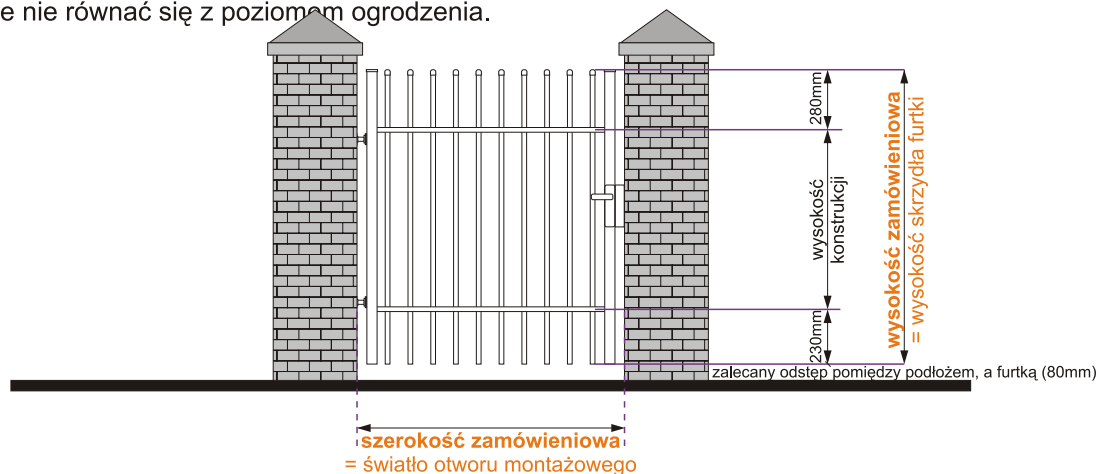 e nie równać się z poziomem ogrodzenia.
280mm
wysokość
konstrukcji
230mm
wysokość zamówieniowa
= wysokość skrzydła furtki
zalecany odstęp pomiędzy podłożem, a furtką (80mm)
szerokość zamówieniowa
= światło otworu montażowego